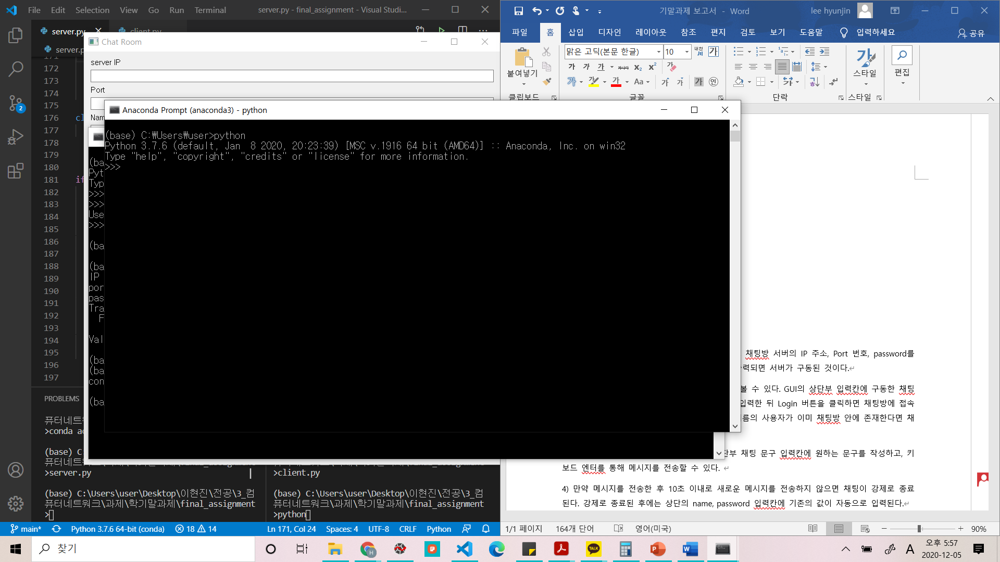 File Edit Selection View Go Run Terminal
server.py - final_assignment - Visual Studi...
server.py
client.py
172
173
174
175
176 cl
177
178
179
180
181 if
182
183
184
185
186
187
188
189
190
191
192
193
194
195
196
197
Chat Room
server IP
Port
Anaconda Prompt (anaconda3) - python
(base) C:₩Users₩user>python
Python 3.7.6 (default, Jan  8 2020, 20:23:39) [MSC v.1916 64 bit (AMD64)] :: Anaconda, Inc. on win32
Type "help", "copyright", "credits" or "license" for more information.
>>>
(ba
Pyt
Typ
>>>
>>>
Use
>>>
(ba
(ba
IP
por
pas
Tra
F
Val
(ba
(ba
con
(ba
PROBLEMS
>conda ac
(base) C
>server.py
(base) C:\Users\user\Desktop\이현진\전공\3_컴
퓨터네트워크\과제\학기말과제\final_assignment
>
>client.py
(base) C:\Users\user\Desktop\이현진\전공\3_컴
퓨터네트워크\과제\학기말과제\final_assignment
>python
main* Python 3.7.6 64-bit (conda) 18 14 Ln 171, Col 24 Spaces: 4 UTF-8 CRLF Python
기말과제 보고서 - Word
lee hyunjin
파일 홈 삽입 디자인 레이아웃 참조 편지 검토 보기 도움말 입력하세요 공유
붙여넣기
맑은 고딕(본문 한글) 10 내천 가
가 가 가 가나다 X₂ X² 가
가 가 Aa 가 가 가 인
스타일
편집
클립보드 글꼴 단락 스타일
채팅방 서버의 IP 주소, Port 번호, password를
력되면 서버가 구동된 것이다.
볼 수 있다. GUI의 상단부 입력칸에 구동한 채팅
입력한 뒤 Login 버튼을 클릭하면 채팅방에 접속
름의 사용자가 이미 채팅방 안에 존재한다면 채
단부 채팅 문구 입력칸에 원하는 문구를 작성하고, 키
보드 엔터를 통해 메시지를 전송할 수 있다.
4) 만약 메시지를 전송한 후 10초 이내로 새로운 메시지를 전송하지 않으면 채팅이 강제로 종료
된다. 강제로 종료된 후에는 상단의 name, password 입력칸에 기존의 값이 자동으로 입력된다.
1/1 페이지 164개 단어 영어(미국) 90%
찾기
TALK
A
오후 5:57
2020-12-05